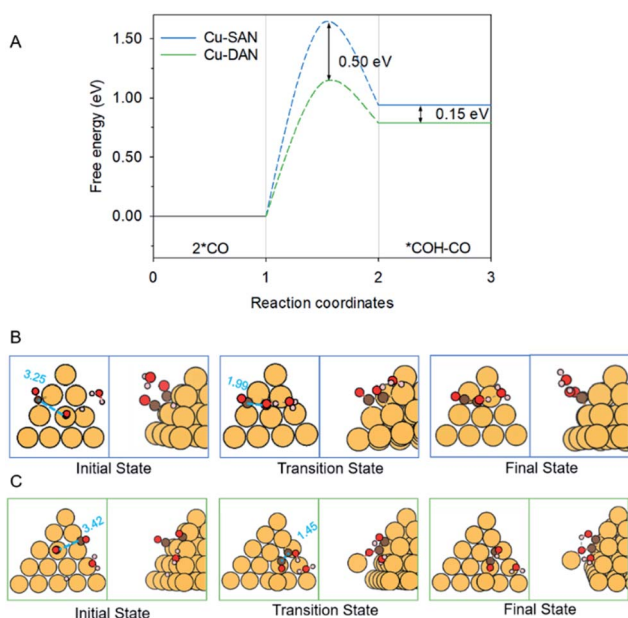 A
Cu-SAN
Cu-DAN
1.50
1.00
0.50
0.00
Free energy (eV)
0.50 eV
0.15 eV
2*CO
*COH-CO
0
1
2
3
Reaction coordinates
B
3.25
1.99
Initial State
Transition State
Final State
C
3.42
1.45
Initial State
Transition State
Final State